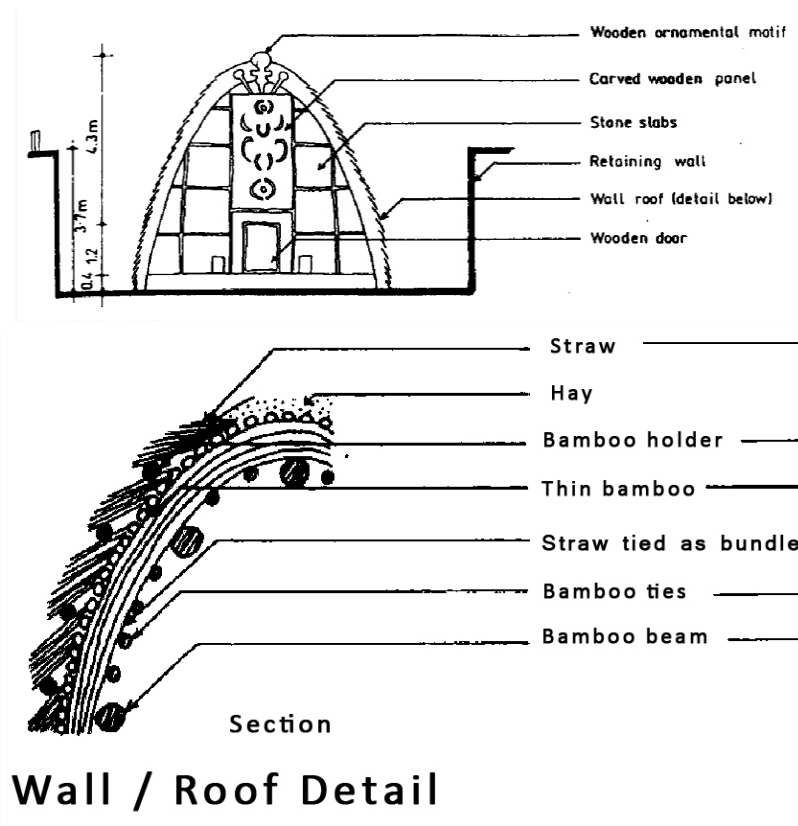 Wooden ornamental motif
Carved wooden panel
Stone slabs
Retaining wall
Wall roof (detail below)
Wooden door
4.3m
3.7m
1.2
0.4
Straw
Hay
Bamboo holder
Thin bamboo
Straw tied as bundle
Bamboo ties
Bamboo beam
Section
Wall / Roof Detail